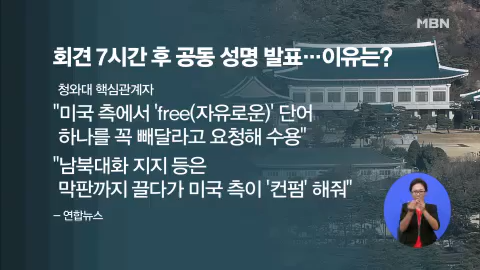 MBN
회견 7시간 후 공동 성명 발표…이유는?
청와대 핵심관계자
"미국 측에서 'free(자유로운)' 단어
하나를 꼭 빼달라고 요청해 수용"
"남북대화 지지 등은
막판까지 끌다가 미국 측이 '컨펌' 해줘"
– 연합뉴스